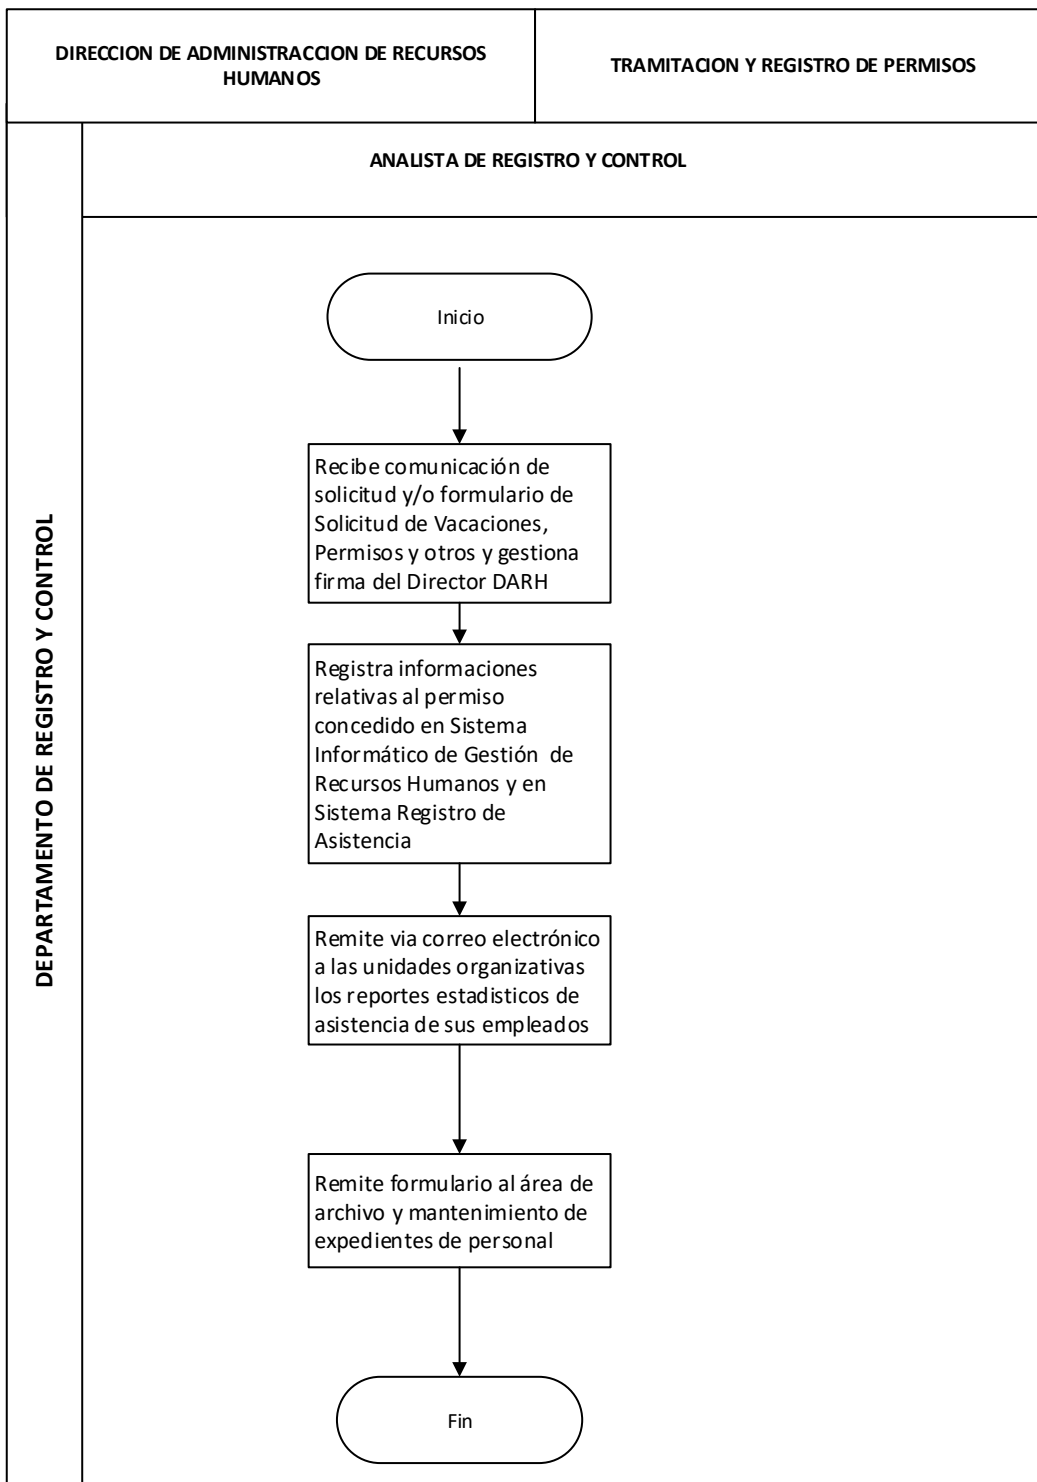 DIRECCION DE ADMINISTRACCION DE RECURSOS
HUMANOS
TRAMITACION Y REGISTRO DE PERMISOS
ANALISTA DE REGISTRO Y CONTROL
DEPARTAMENTO DE REGISTRO Y CONTROL
Inicio
Recibe comunicación de
solicitud y/o formulario de
Solicitud de Vacaciones,
Permisos y otros y gestiona
firma del Director DARH
Registra informaciones
relativas al permiso
concedido en Sistema
Informático de Gestión de
Recursos Humanos y en
Sistema Registro de
Asistencia
Remite via correo electrónico
a las unidades organizativas
los reportes estadisticos de
asistencia de sus empleados
Remite formulario al área de
archivo y mantenimiento de
expedientes de personal
Fin